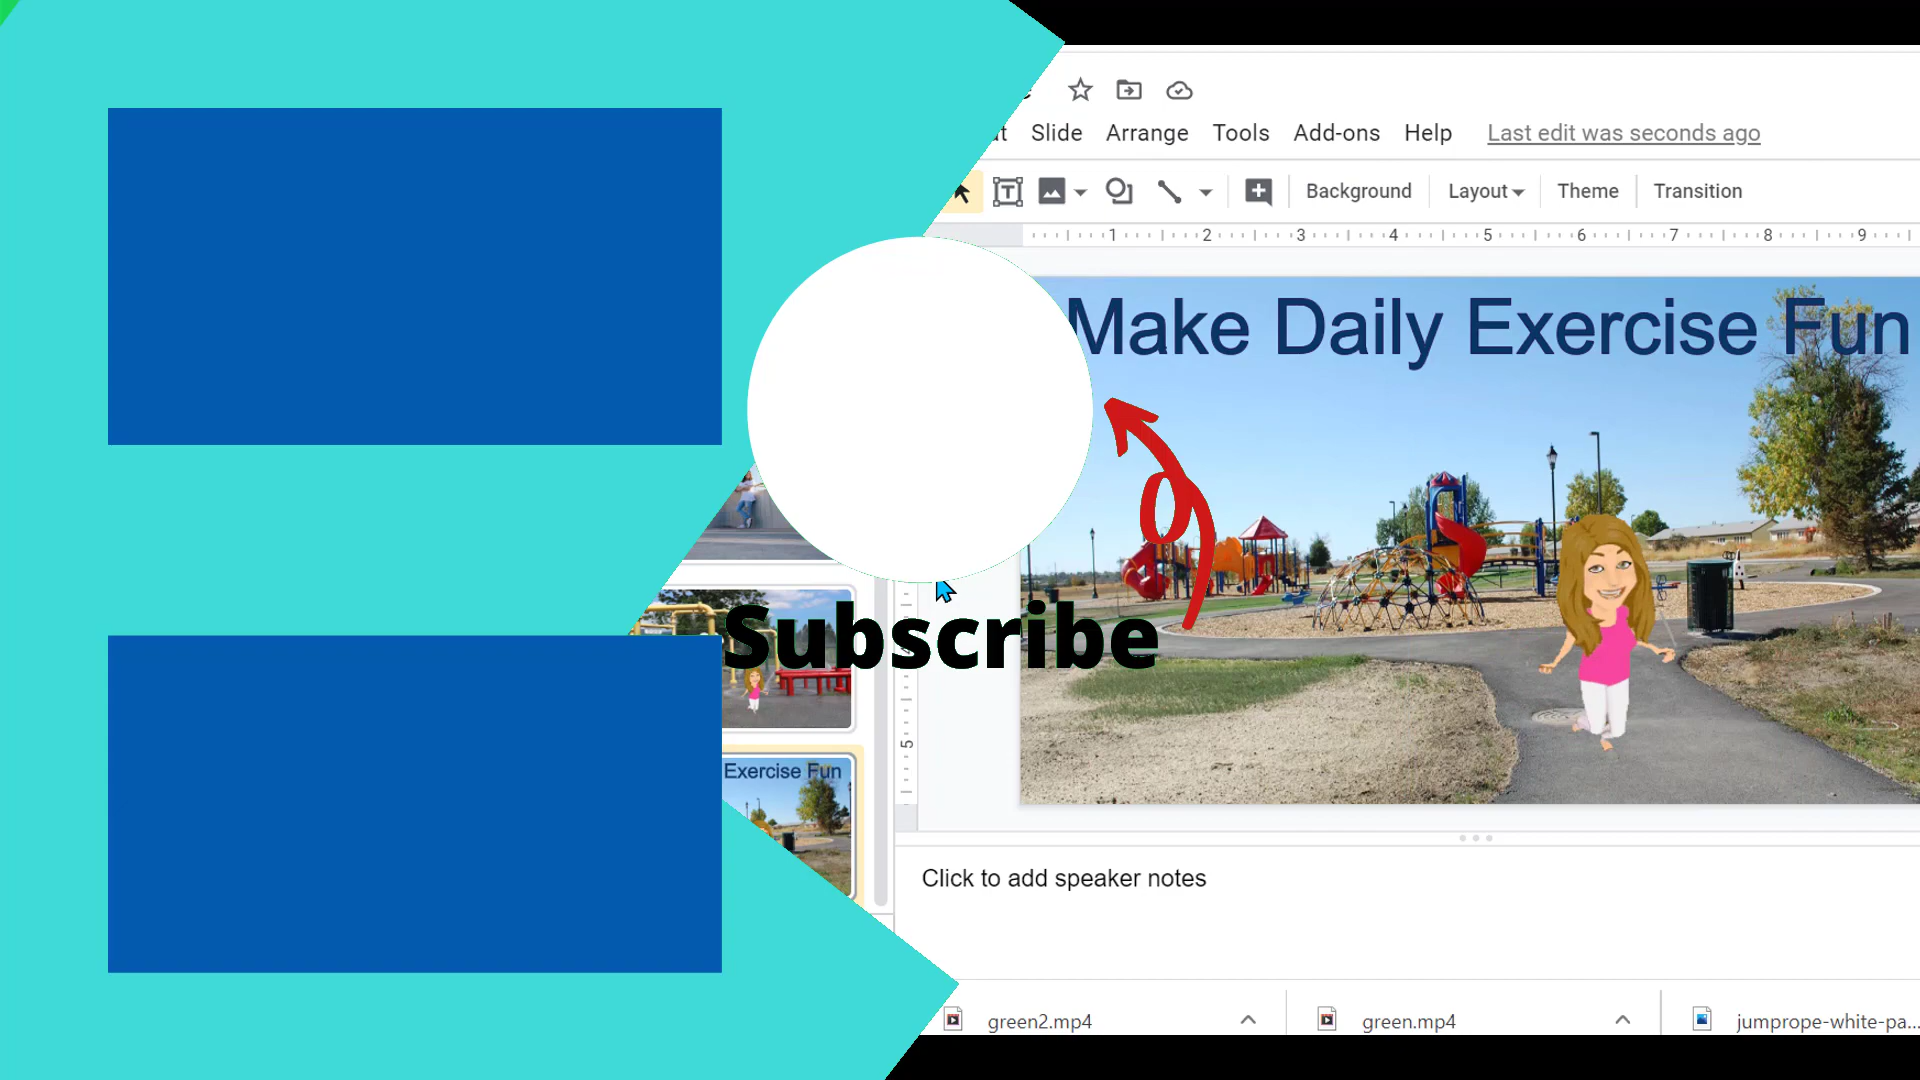 Slide Arrange Tools Add-ons Help Last edit was seconds ago
Background Layout Theme Transition
1 2 3 4 5 6 7 8 9
Make Daily Exercise Fun
Subscribe
5
Exercise Fun
Click to add speaker notes
green2.mp4 green.mp4 jumprope-white-pa...